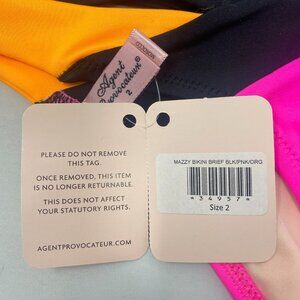 Agent
Provocateur
2
PLEASE DO NOT REMOVE
THIS TAG.
ONCE REMOVED, THIS ITEM
IS NO LONGER RETURNABLE.
THIS DOES NOT AFFECT
YOUR STATUTORY RIGHTS.
AGENTPROVOCATEUR.COM
MAZZY BIKINI BRIEF BLK/PNK/ORG
*34957*
Size 2